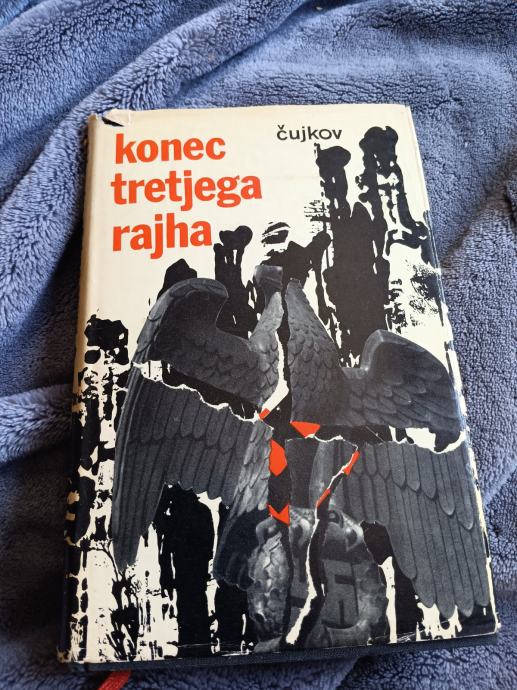 čujkov
konec
tretjega
rajha